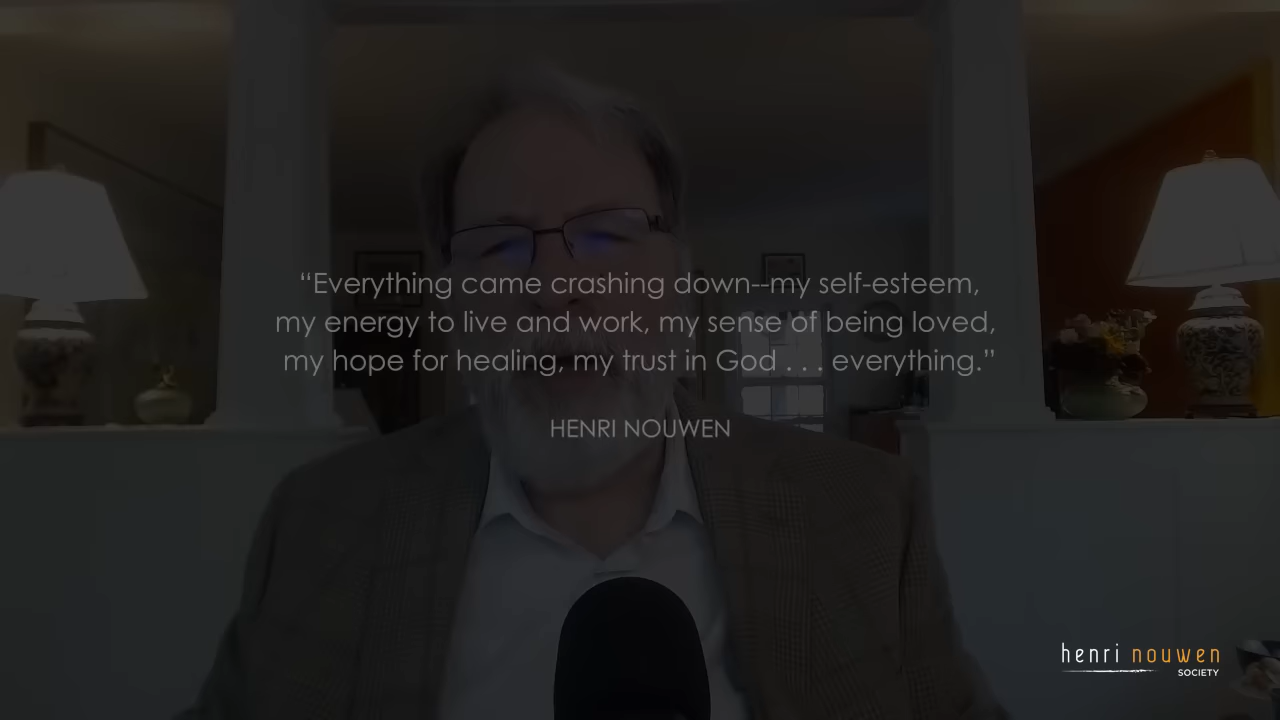 “Everything came crashing down--my self-esteem,
my energy to live and work, my sense of being loved,
my hope for healing, my trust in God . . . everything.”
HENRI NOUWEN
henri nouwen
SOCIETY